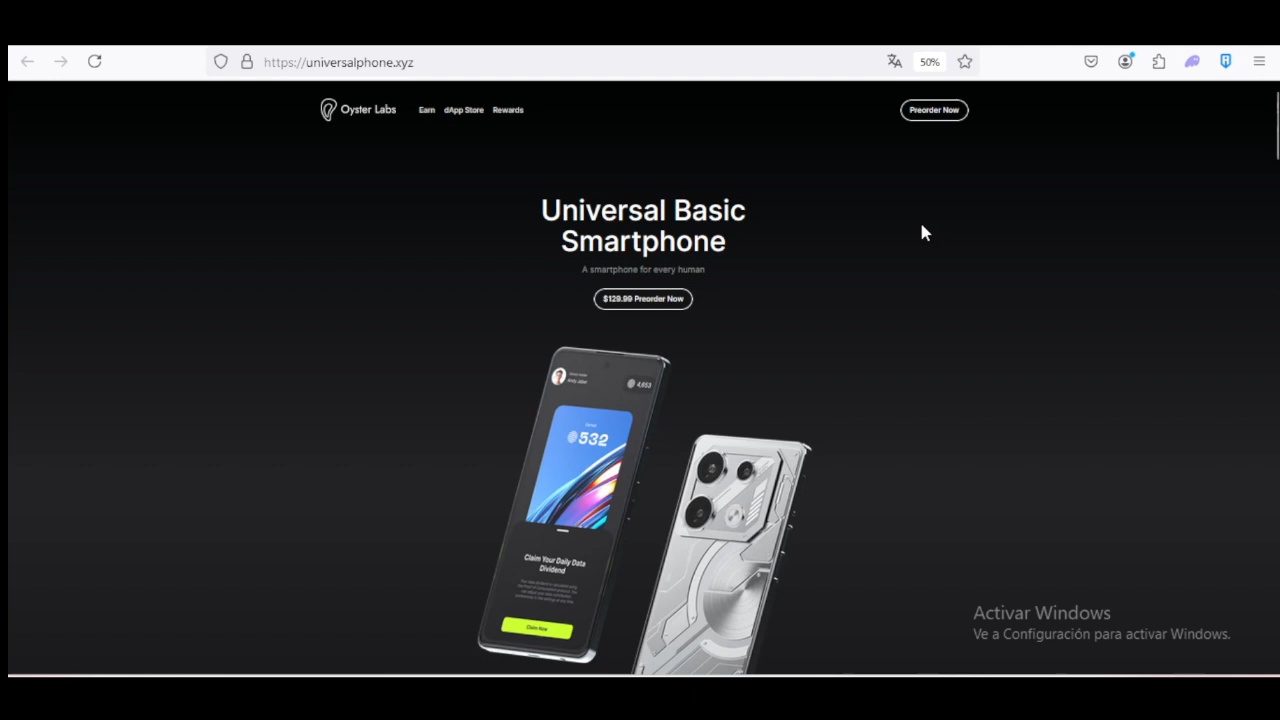 https://universalphone.xyz
50%
Oyster Labs
Earn
dApp Store
Rewards
Preorder Now
Universal Basic
Smartphone
A smartphone for every human
$129.99 Preorder Now
4,653
532
Claim Your Daily Data
Dividend
Claim Now
Activar Windows
Ve a Configuración para activar Windows.